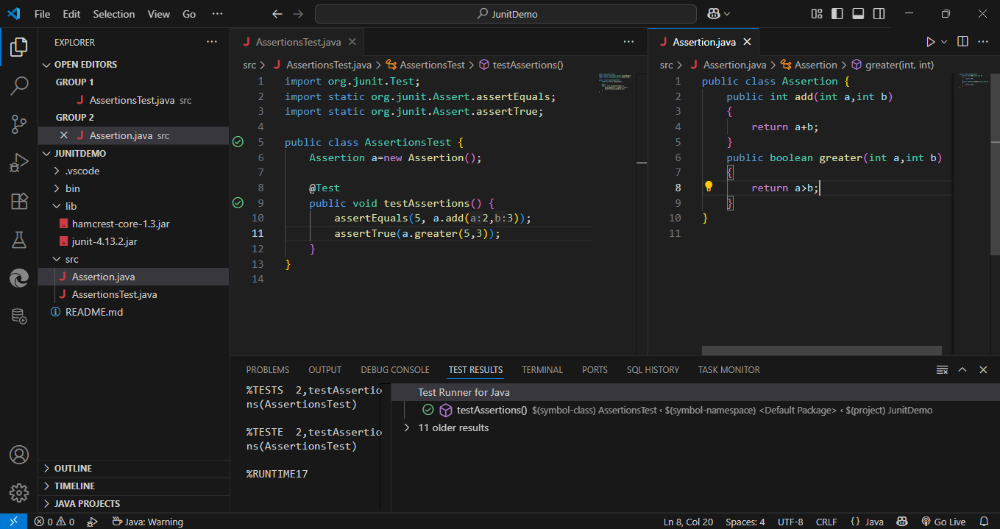 File Edit Selection View Go ··· JunitDemo
EXPLORER ···
OPEN EDITORS
GROUP 1
J AssertionsTest.java src
GROUP 2
J Assertion.java src
JUNITDEMO
.vscode
bin
lib
hamcrest-core-1.3.jar
junit-4.13.2.jar
src
J Assertion.java
J AssertionsTest.java
README.md
OUTLINE
TIMELINE
JAVA PROJECTS
J AssertionsTest.java
src > J AssertionsTest.java > AssertionsTest > testAssertions()
1 import org.junit.Test;
2 import static org.junit.Assert.assertEquals;
3 import static org.junit.Assert.assertTrue;
4
5 public class AssertionsTest {
6 Assertion a=new Assertion();
7
8 @Test
9 public void testAssertions() {
10 assertEquals(5, a.add(a:2,b:3));
11 assertTrue(a.greater(5,3));
12 }
13 }
14
J Assertion.java
src > J Assertion.java > Assertion > greater(int, int)
1 public class Assertion {
2 public int add(int a,int b)
3 {
4 return a+b;
5 }
6 public boolean greater(int a,int b)
7 {
8 return a>b;
9 }
10 }
11
PROBLEMS OUTPUT DEBUG CONSOLE TEST RESULTS TERMINAL PORTS SQL HISTORY TASK MONITOR
%TESTS 2,testAssertio
ns(AssertionsTest)
%TESTE 2,testAssertio
ns(AssertionsTest)
%RUNTIME17
Test Runner for Java
testAssertions() $(symbol-class) AssertionsTest ‹ $(symbol-namespace) <Default Package> ‹ $(project) JunitDemo
11 older results
0 0 Java: Warning Ln 8, Col 20 Spaces: 4 UTF-8 CRLF {} Java Go Live